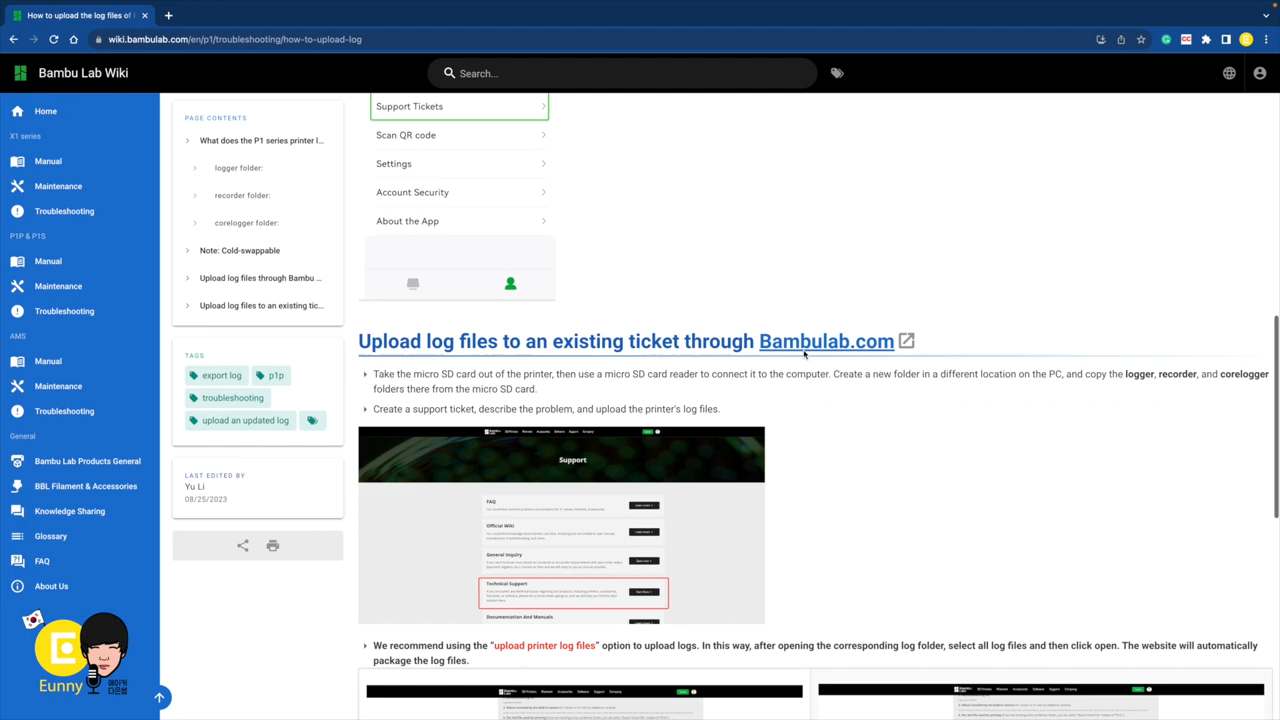 How to upload the log files of
wiki.bambulab.com/en/p1/troubleshooting/how-to-upload-log
Bambu Lab Wiki
Search...
Home
X1 series
Manual
Maintenance
Troubleshooting
P1P & P1S
Manual
Maintenance
Troubleshooting
AMS
Manual
Maintenance
Troubleshooting
General
Bambu Lab Products General
BBL Filament & Accessories
Knowledge Sharing
Glossary
FAQ
About Us
E
Eunny
메이커
다은쌤
PAGE CONTENTS
What does the P1 series printer l...
logger folder:
recorder folder:
corelogger folder:
Note: Cold-swappable
Upload log files through Bambu ...
Upload log files to an existing tic...
TAGS
export log
p1p
troubleshooting
upload an updated log
LAST EDITED BY
Yu Li
08/25/2023
Support Tickets
Scan QR code
Settings
Account Security
About the App
Upload log files to an existing ticket through Bambulab.com
Take the micro SD card out of the printer, then use a micro SD card reader to connect it to the computer. Create a new folder in a different location on the PC, and copy the logger, recorder, and corelogger
folders there from the micro SD card.
Create a support ticket, describe the problem, and upload the printer's log files.
Support
FAQ
Official Wiki
General Inquiry
Technical Support
Documentation And Manuals
We recommend using the "upload printer log files" option to upload logs. In this way, after opening the corresponding log folder, select all log files and then click open. The website will automatically
package the log files.